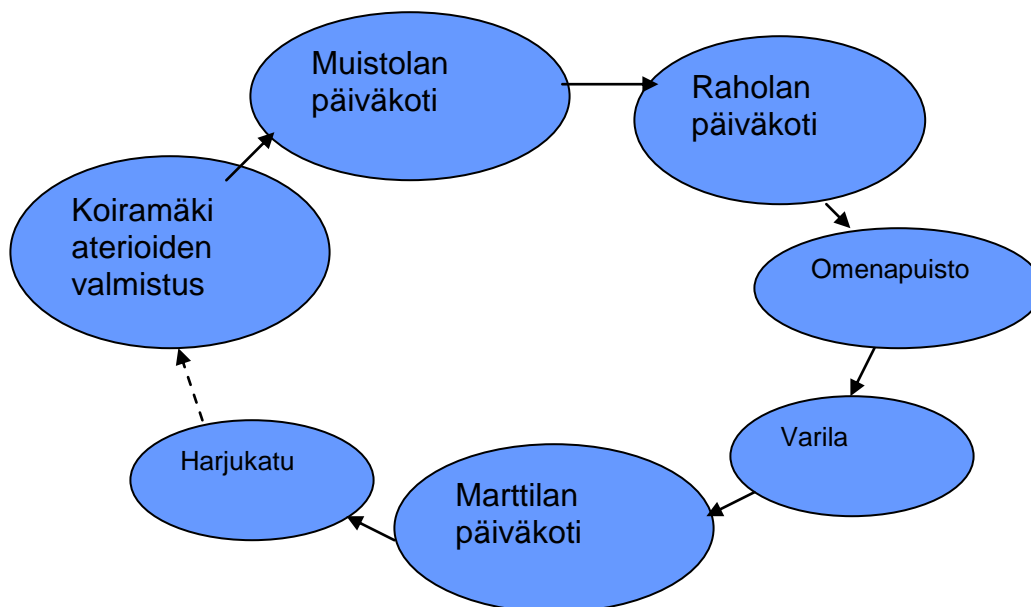 Muistolan
päiväkoti
Raholan
päiväkoti
Koiramäki
aterioiden
valmistus
Omenapuisto
Varila
Harjukatu
Marttilan
päiväkoti